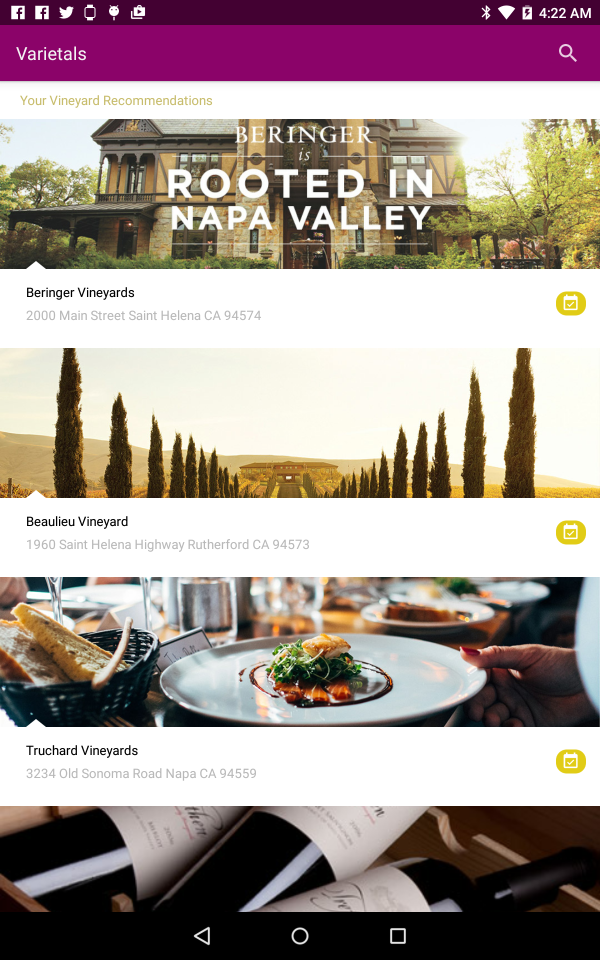 4:22 AM
Varietals
Your Vineyard Recommendations
BERINGER
is
ROOTED IN
NAPA VALLEY
Beringer Vineyards
2000 Main Street Saint Helena CA 94574
Beaulieu Vineyard
1960 Saint Helena Highway Rutherford CA 94573
Truchard Vineyards
3234 Old Sonoma Road Napa CA 94559